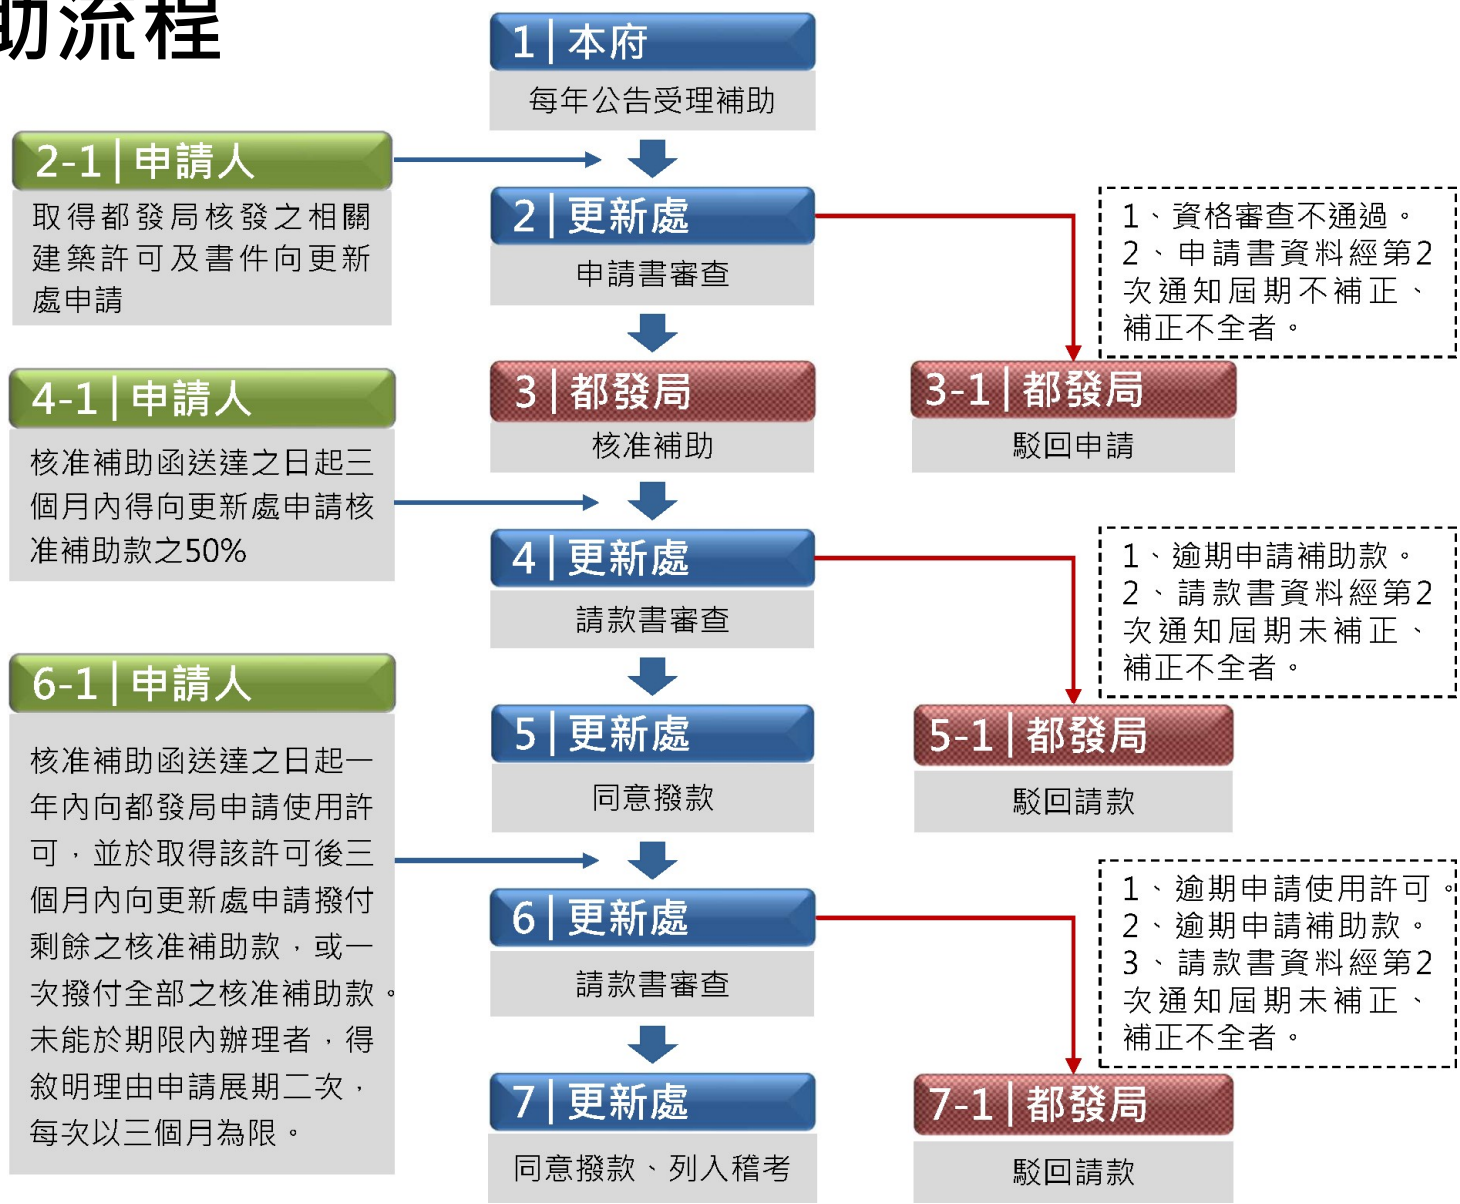 助流程
1|本府
每年公告受理補助
2-1|申請人
取得都發局核發之相關
建築許可及書件向更新
處申請
2|更新處
申請書審查
1、資格審查不通過。
2、申請書資料經第2
次通知屆期不補正、
補正不全者。
3|都發局
核准補助
3-1|都發局
駁回申請
4-1|申請人
核准補助函送達之日起三
個月內得向更新處申請核
准補助款之50%
4|更新處
請款書審查
1、逾期申請補助款。
2、請款書資料經第2
次通知屆期未補正、
補正不全者。
5|更新處
同意撥款
5-1|都發局
駁回請款
6-1|申請人
核准補助函送達之日起一
年內向都發局申請使用許
可，並於取得該許可後三
個月內向更新處申請撥付
剩餘之核准補助款，或一
次撥付全部之核准補助款。
未能於期限內辦理者，得
敘明理由申請展期二次，
每次以三個月為限。
6|更新處
請款書審查
1、逾期申請使用許可。
2、逾期申請補助款。
3、請款書資料經第2
次通知屆期未補正、
補正不全者。
7|更新處
同意撥款、列入稽考
7-1|都發局
駁回請款